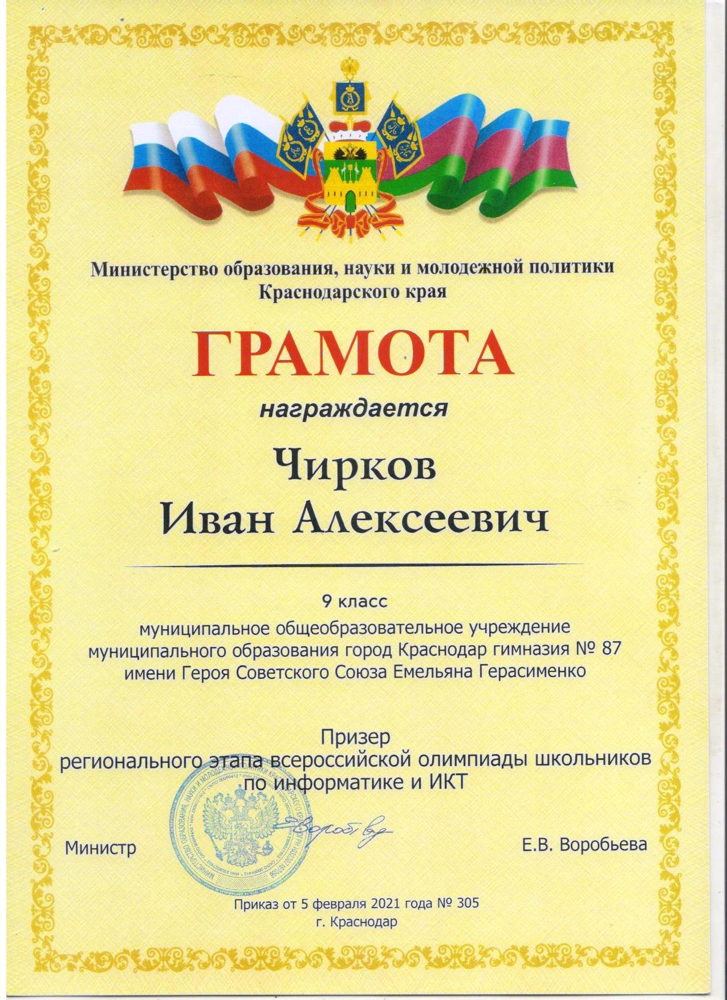 Министерство образования, науки и молодежной политики
Краснодарского края
ГРАМОТА
награждается
Чирков
Иван Алексеевич
9 класс
муниципальное общеобразовательное учреждение
муниципального образования город Краснодар гимназия № 87
имени Героя Советского Союза Емельяна Герасименко
Призер
регионального этапа всероссийской олимпиады школьников
по информатике и ИКТ
Министр
Е.В. Воробьева
Приказ от 5 февраля 2021 года № 305
г. Краснодар